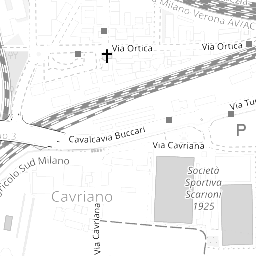 Milano Verona AV/AC
Via Ortica
Via Ortica
Via Tu
P
Cavalcavia Buccari
Via Cavriana
Società
Sportiva
Scarioni
1925
Sud Milano
Cavriano
Via Cavriana